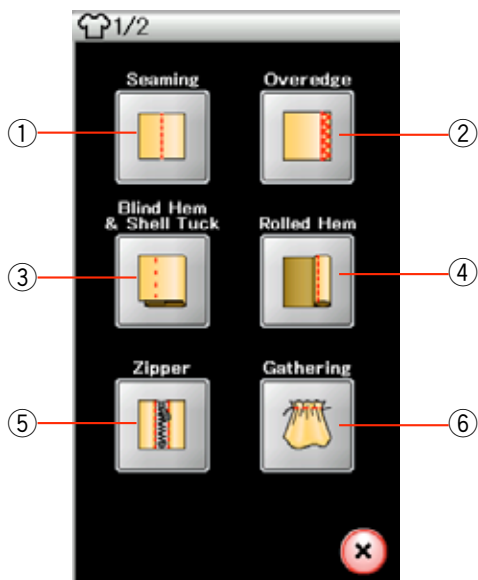 1/2
Seaming
Overedge
① ②
Blind Hem
& Shell Tuck
Rolled Hem
③ ④
Zipper
Gathering
⑤ ⑥